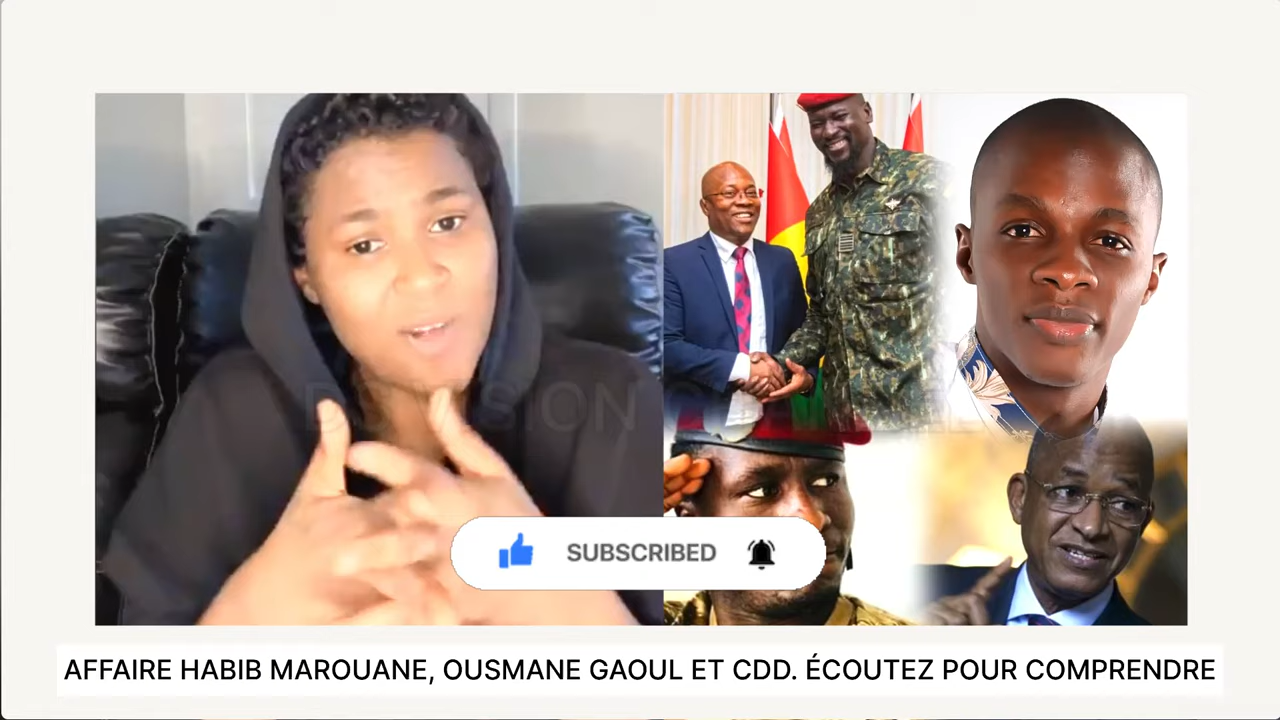 SUBSCRIBED
AFFAIRE HABIB MAROUANE, OUSMANE GAOUL ET CDD. ÉCOUTEZ POUR COMPRENDRE